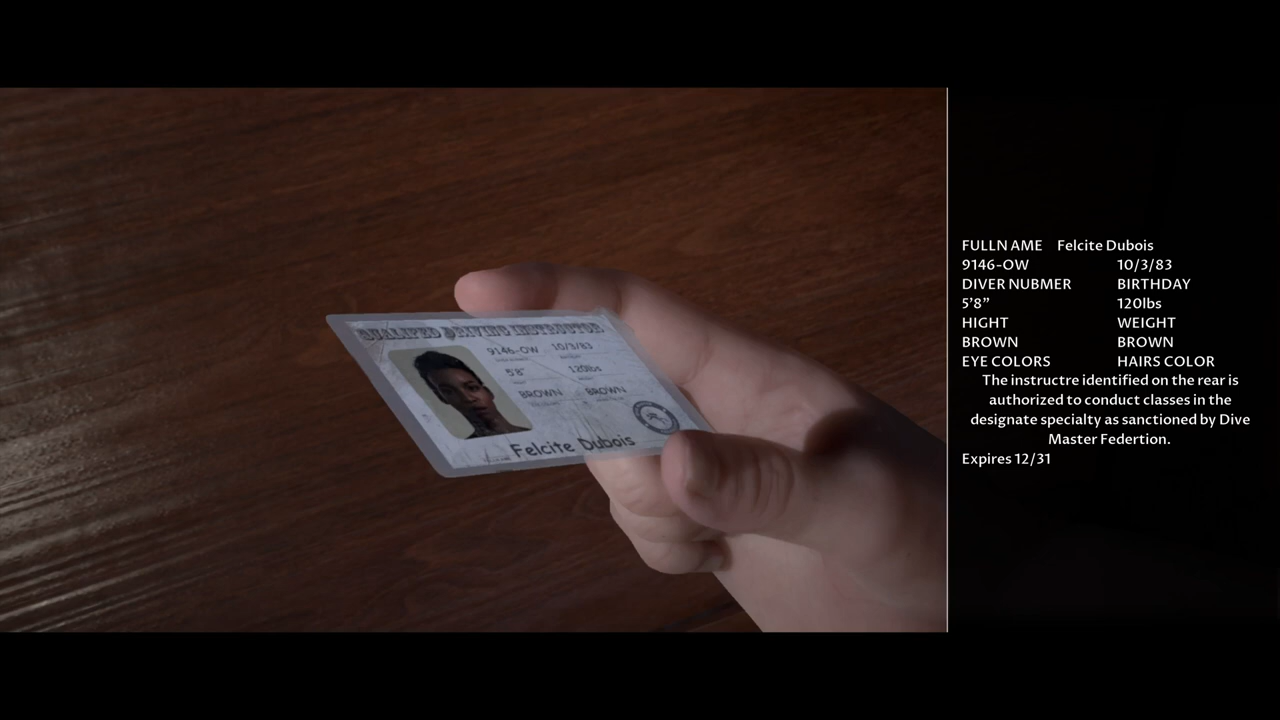 QUALIFED DRIVING INSTRUCTOR
9146-OW 10/3/83
5'8" 120lbs
BROWN BROWN
Felcite Dubois
FULLN AME Felcite Dubois
9146-OW 10/3/83
DIVER NUBMER BIRTHDAY
5'8" 120lbs
HIGHT WEIGHT
BROWN BROWN
EYE COLORS HAIRS COLOR
The instructre identified on the rear is
authorized to conduct classes in the
designate specialty as sanctioned by Dive
Master Federtion.
Expires 12/31